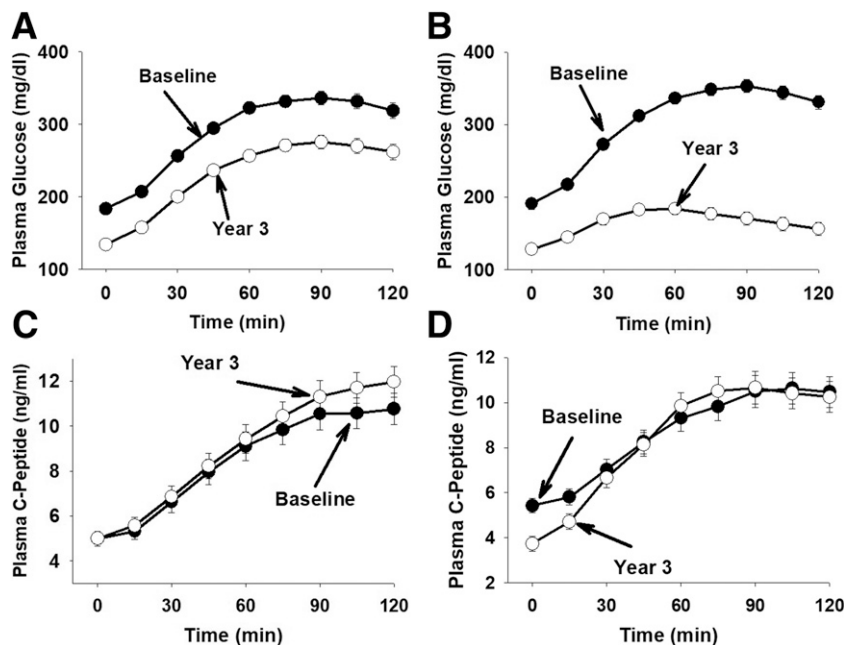 A
Plasma Glucose (mg/dl)
400
300
200
100
Baseline
Year 3
0 30 60 90 120
Time (min)
B
Plasma Glucose (mg/dl)
400
300
200
100
Baseline
Year 3
0 30 60 90 120
Time (min)
C
Plasma C-Peptide (ng/ml)
12
10
8
6
4
Year 3
Baseline
0 30 60 90 120
Time (min)
D
Plasma C-Peptide (ng/ml)
12
10
8
6
4
2
Baseline
Year 3
0 30 60 90 120
Time (min)